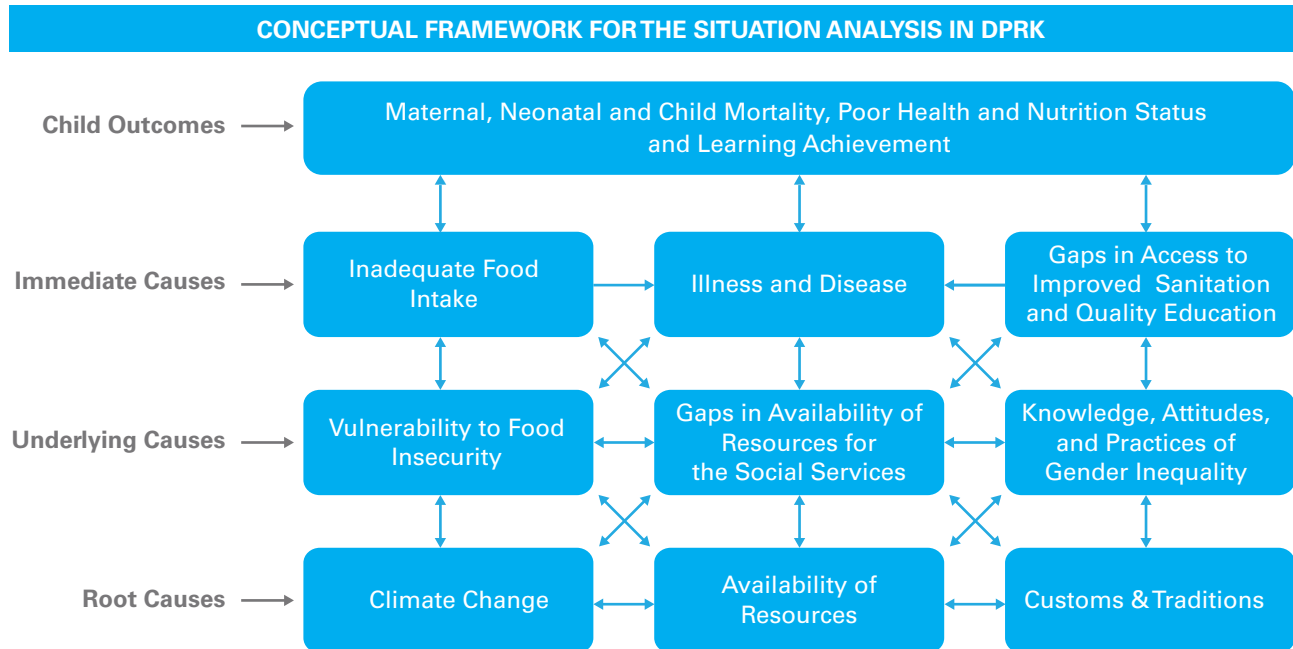 CONCEPTUAL FRAMEWORK FOR THE SITUATION ANALYSIS IN DPRK
Child Outcomes
Maternal, Neonatal and Child Mortality, Poor Health and Nutrition Status
and Learning Achievement
Immediate Causes
Inadequate Food
Intake
Illness and Disease
Gaps in Access to
Improved Sanitation
and Quality Education
Underlying Causes
Vulnerability to Food
Insecurity
Gaps in Availability of
Resources for
the Social Services
Knowledge, Attitudes,
and Practices of
Gender Inequality
Root Causes
Climate Change
Availability of
Resources
Customs & Traditions